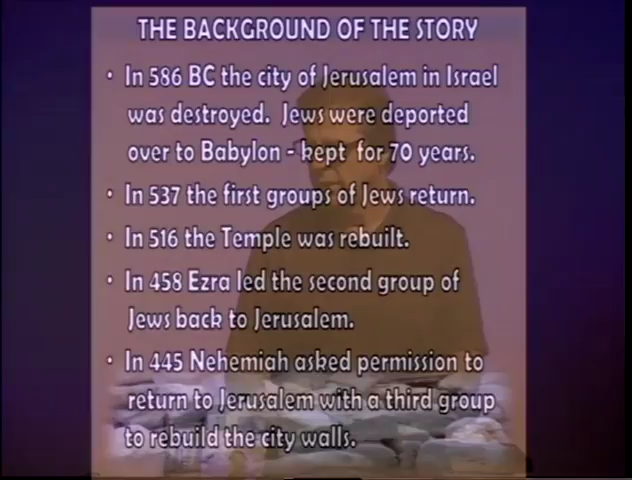 THE BACKGROUND OF THE STORY
• In 586 BC the city of Jerusalem in Israel
was destroyed. Jews were deported
over to Babylon - kept for 70 years.
• In 537 the first groups of Jews return.
• In 516 the Temple was rebuilt.
• In 458 Ezra led the second group of
Jews back to Jerusalem.
• In 445 Nehemiah asked permission to
return to Jerusalem with a third group
to rebuild the city walls.